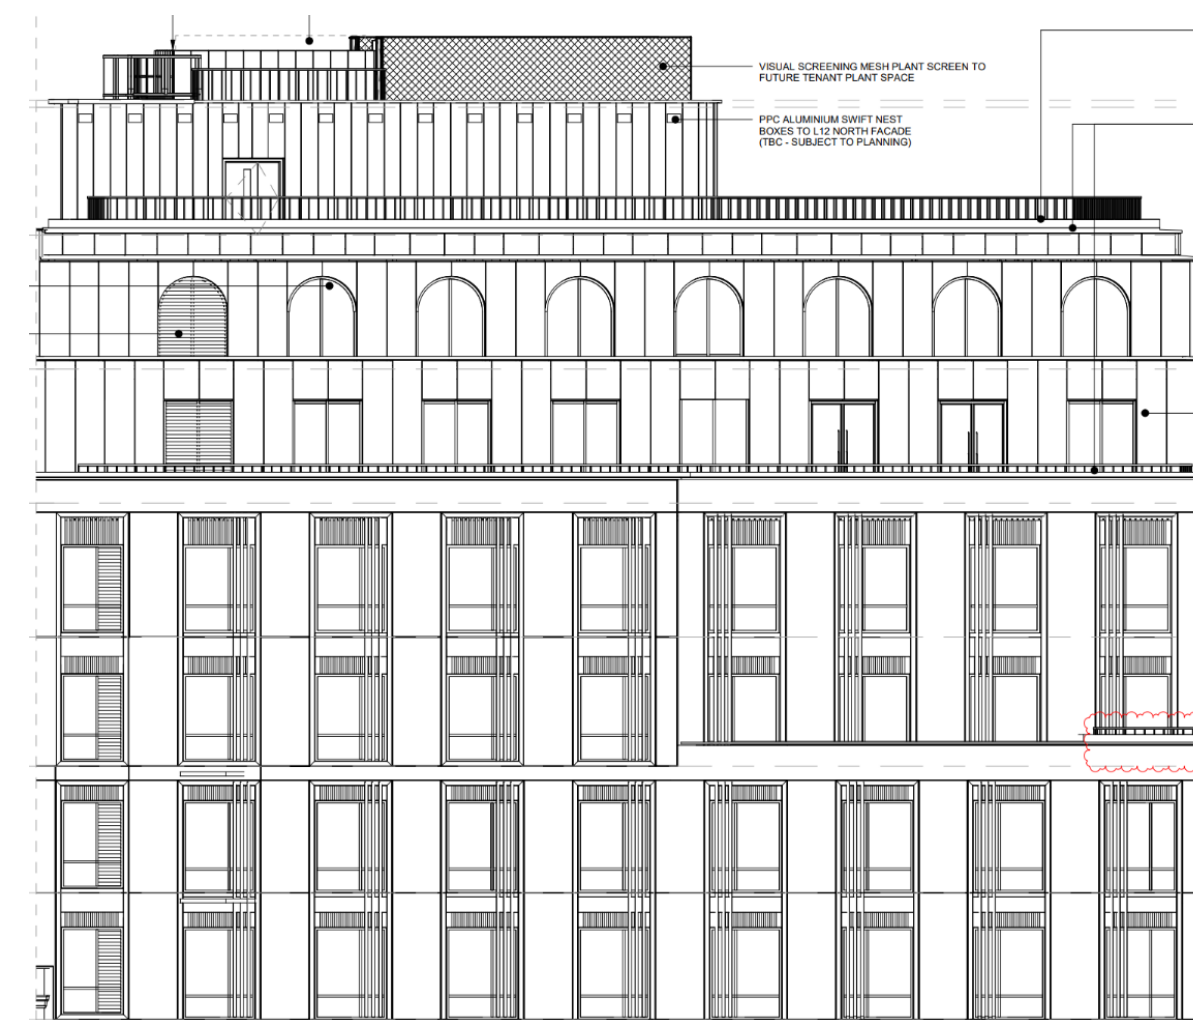 VISUAL SCREENING MESH PLANT SCREEN TO
FUTURE TENANT PLANT SPACE
PPC ALUMINIUM SWIFT NEST
BOXES TO L12 NORTH FACADE
(TBC - SUBJECT TO PLANNING)